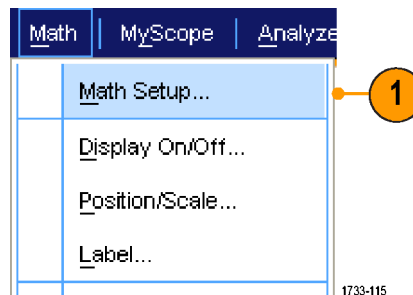 Math MyScope Analyze
Math Setup... 1
Display On/Off...
Position/Scale...
Label...
1733-115